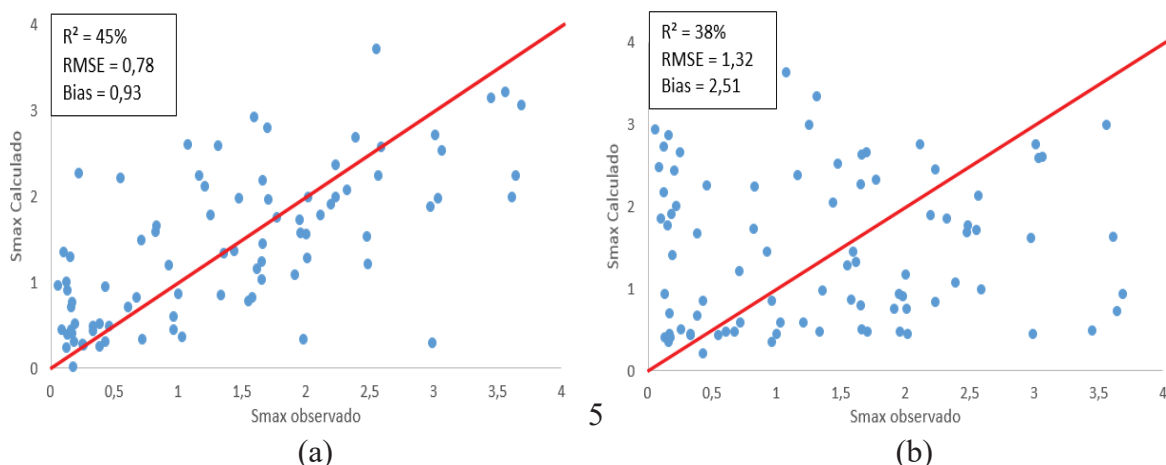 R² = 45%
RMSE = 0,78
Bias = 0,93
Smax Calculado
4
3
2
1
0
0 0,5 1 1,5 2 2,5 3 3,5 4
Smax observado
(a)
5
R² = 38%
RMSE = 1,32
Bias = 2,51
Smax Calculado
4
3
2
1
0
0 0,5 1 1,5 2 2,5 3 3,5 4
Smax observado
(b)